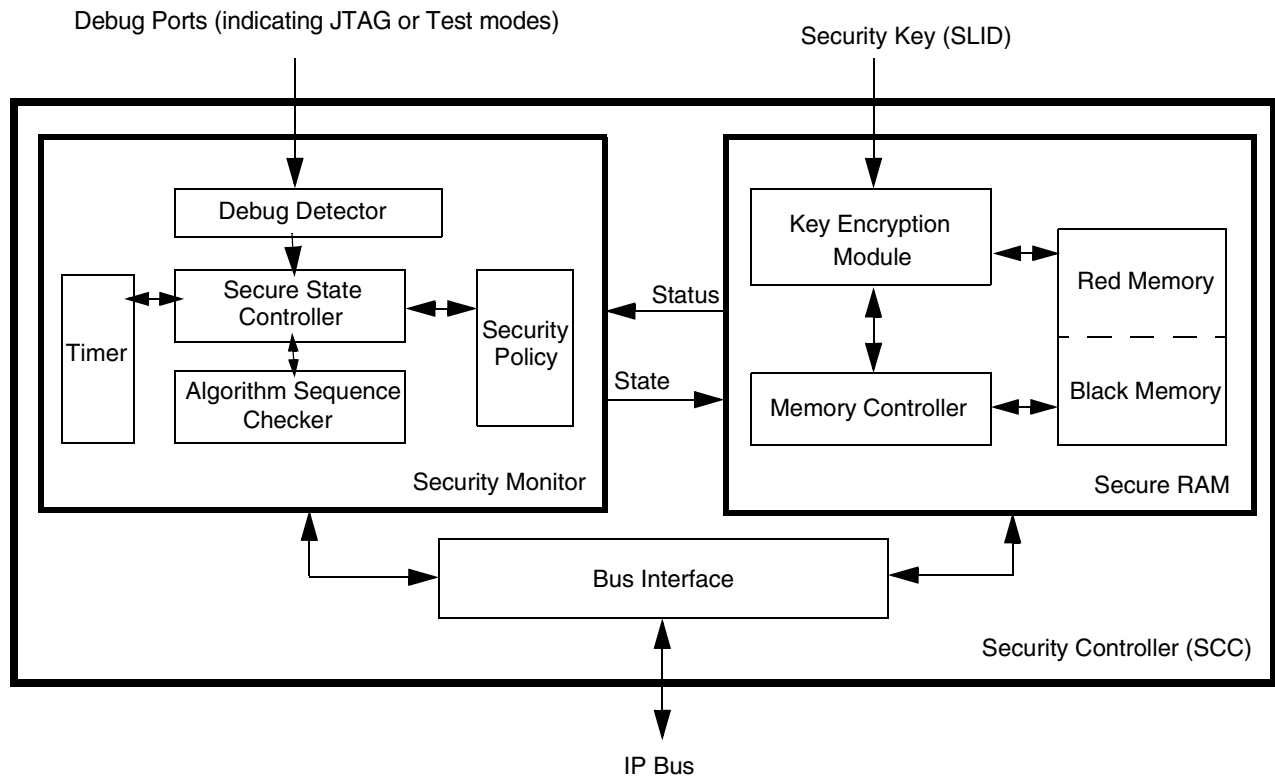 Debug Ports (indicating JTAG or Test modes)
Security Key (SLID)
Debug Detector
Secure State
Controller
Timer
Security
Policy
Algorithm Sequence
Checker
Security Monitor
Status
State
Key Encryption
Module
Red Memory
Black Memory
Memory Controller
Secure RAM
Bus Interface
Security Controller (SCC)
IP Bus